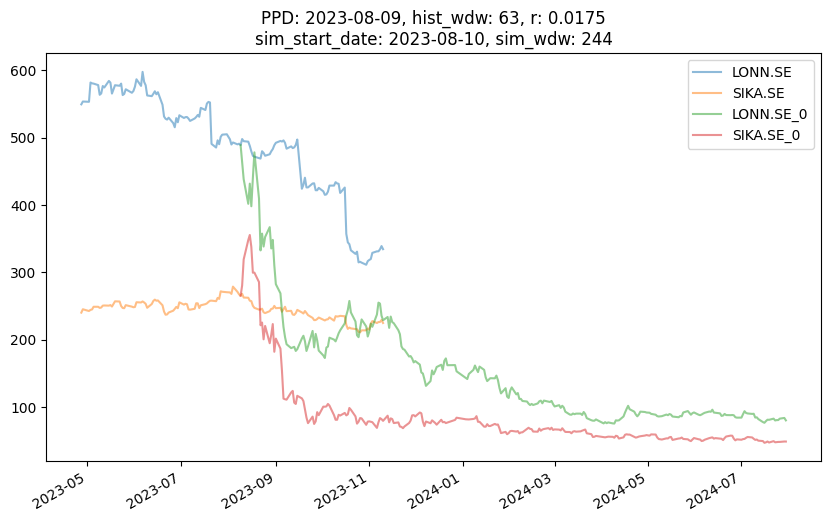 PPD: 2023-08-09, hist_wdw: 63, r: 0.0175
sim_start_date: 2023-08-10, sim_wdw: 244
LONN.SE
SIKA.SE
LONN.SE_0
SIKA.SE_0
600
500
400
300
200
100
2023-05
2023-07
2023-09
2023-11
2024-01
2024-03
2024-05
2024-07